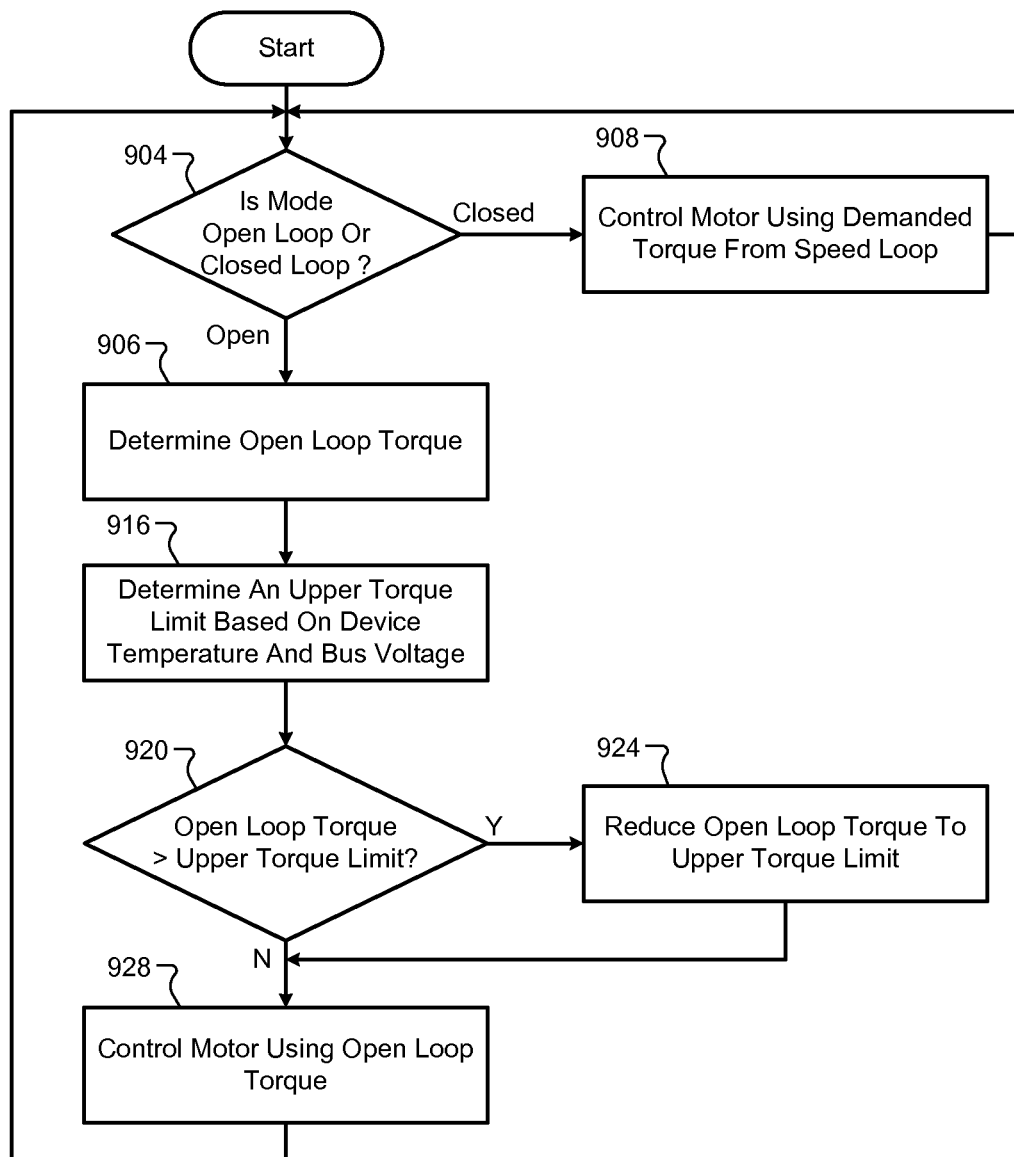 Start
904
Is Mode
Open Loop Or
Closed Loop ?
Closed
908
Control Motor Using Demanded
Torque From Speed Loop
Open
906
Determine Open Loop Torque
916
Determine An Upper Torque
Limit Based On Device
Temperature And Bus Voltage
920
Open Loop Torque
> Upper Torque Limit?
Y
924
Reduce Open Loop Torque To
Upper Torque Limit
N
928
Control Motor Using Open Loop
Torque